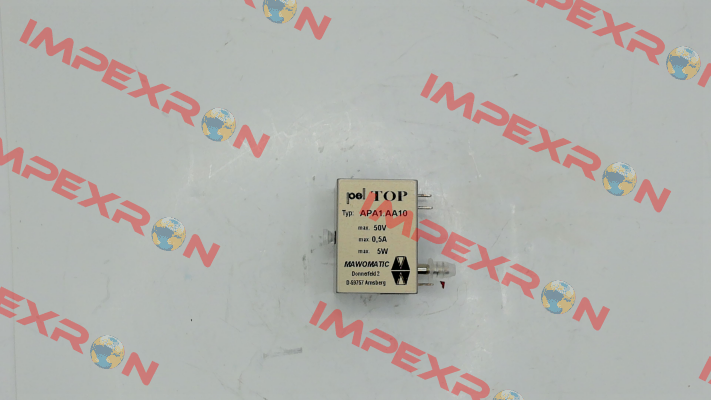 IMPEXRON
IMPEXRON
IMPEXRON
IMPEXRON
pel TOP
Typ: APA1.AA10
max. 50V
max. 0,5A
max. 5W
MAWOMATIC
Donnerfeld 2
D-59757 Arnsberg
IMPEXRON
IMPEXRON
IMPEXRON
IMPEXRON